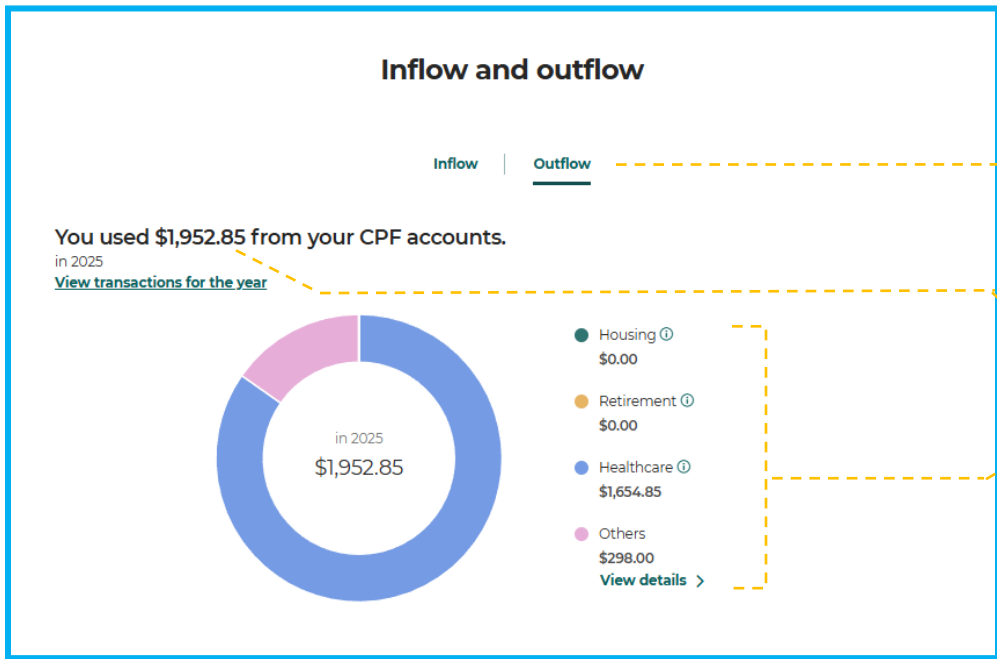 Inflow and outflow
Inflow
Outflow
You used $1,952.85 from your CPF accounts.
in 2025
View transactions for the year
in 2025
$1,952.85
Housing
$0.00
Retirement
$0.00
Healthcare
$1,654.85
Others
$298.00
View details